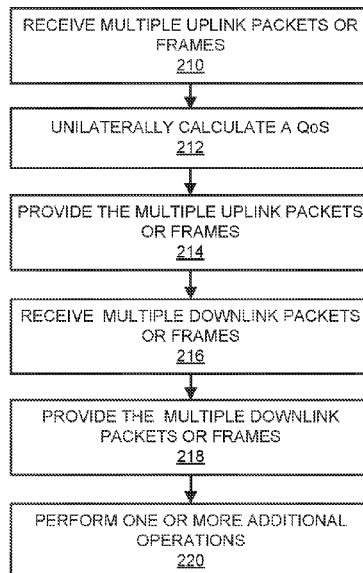 RECEIVE MULTIPLE UPLINK PACKETS OR
FRAMES
210
UNILATERALLY CALCULATE A QoS
212
PROVIDE THE MULTIPLE UPLINK PACKETS
OR FRAMES
214
RECEIVE MULTIPLE DOWNLINK PACKETS
OR FRAMES
216
PROVIDE THE MULTIPLE DOWNLINK
PACKETS OR FRAMES
218
PERFORM ONE OR MORE ADDITIONAL
OPERATIONS
220